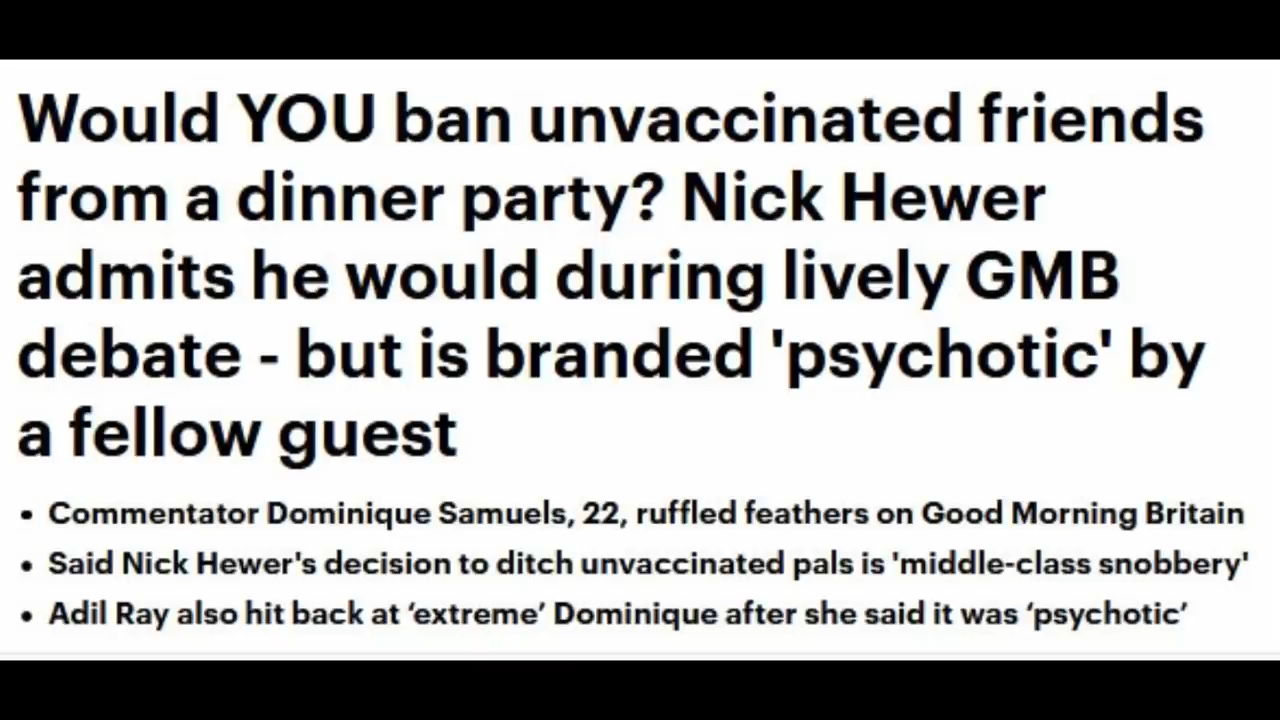 Would YOU ban unvaccinated friends
from a dinner party? Nick Hewer
admits he would during lively GMB
debate - but is branded 'psychotic' by
a fellow guest
• Commentator Dominique Samuels, 22, ruffled feathers on Good Morning Britain
• Said Nick Hewer's decision to ditch unvaccinated pals is 'middle-class snobbery'
• Adil Ray also hit back at ‘extreme’ Dominique after she said it was ‘psychotic’